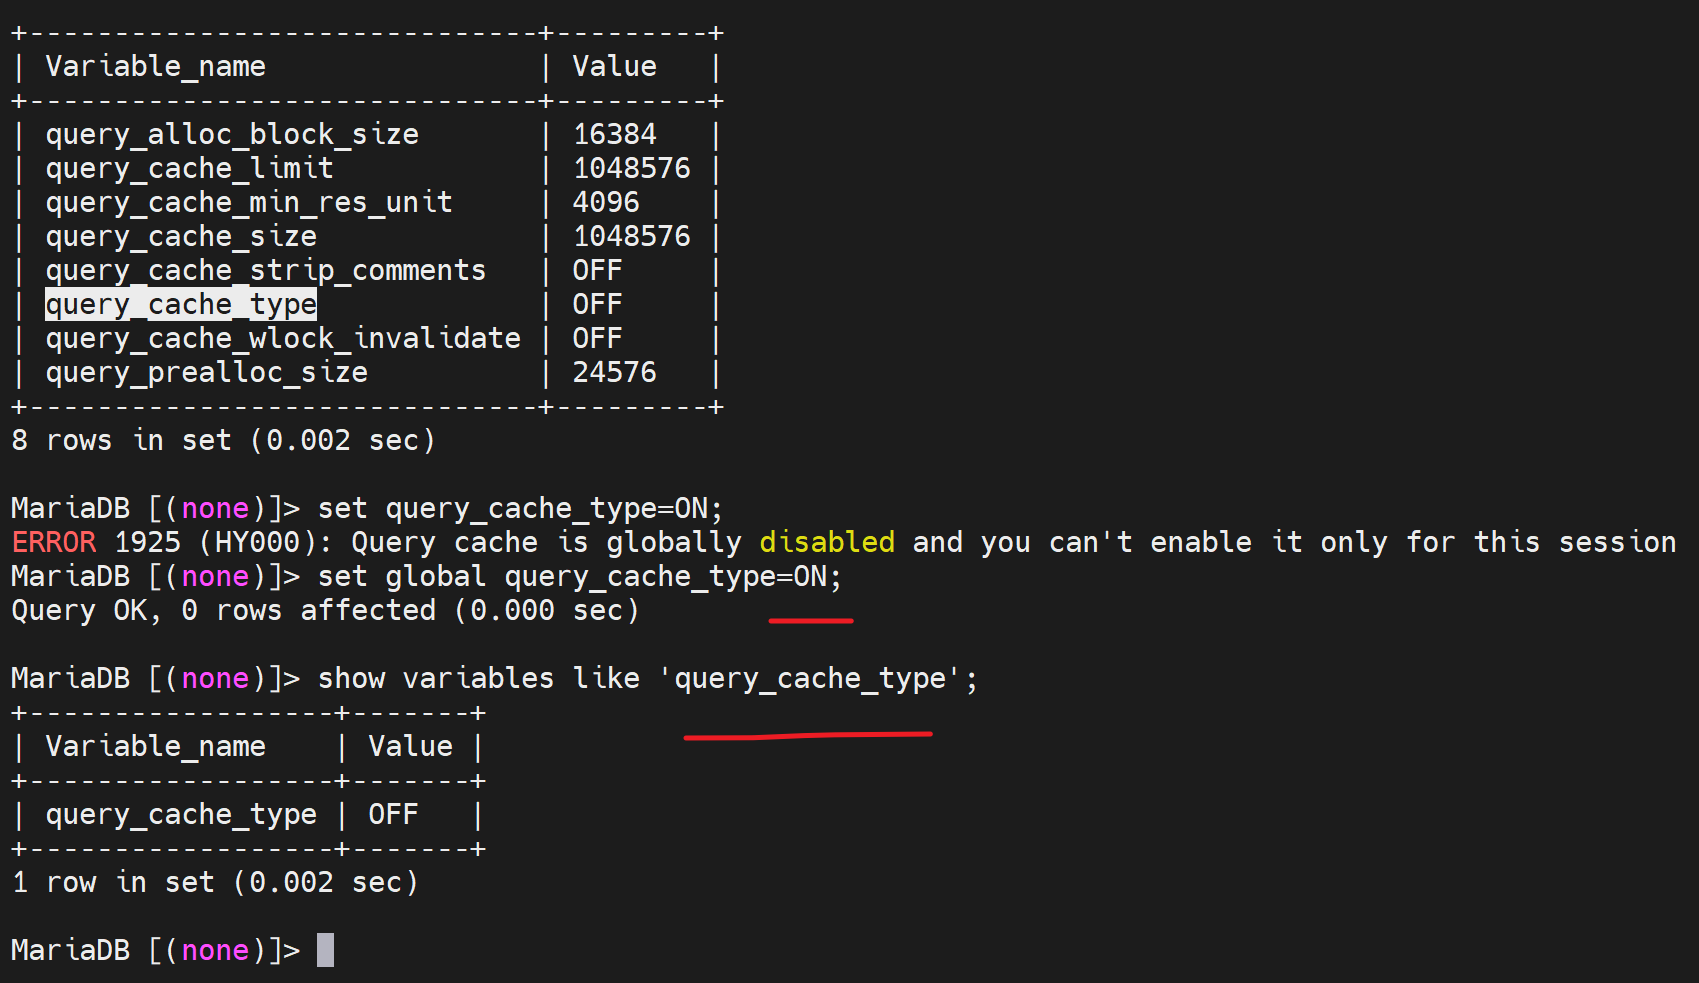 +------------------------------+---------+
| Variable_name                | Value   |
+------------------------------+---------+
| query_alloc_block_size       | 16384   |
| query_cache_limit            | 1048576 |
| query_cache_min_res_unit     | 4096    |
| query_cache_size             | 1048576 |
| query_cache_strip_comments   | OFF     |
| query_cache_type             | OFF     |
| query_cache_wlock_invalidate | OFF     |
| query_prealloc_size          | 24576   |
+------------------------------+---------+
8 rows in set (0.002 sec)
MariaDB [(none)]> set query_cache_type=ON;
ERROR 1925 (HY000): Query cache is globally disabled and you can't enable it only for this session
MariaDB [(none)]> set global query_cache_type=ON;
Query OK, 0 rows affected (0.000 sec)
MariaDB [(none)]> show variables like 'query_cache_type';
+------------------+-------+
| Variable_name    | Value |
+------------------+-------+
| query_cache_type | OFF   |
+------------------+-------+
1 row in set (0.002 sec)
MariaDB [(none)]>